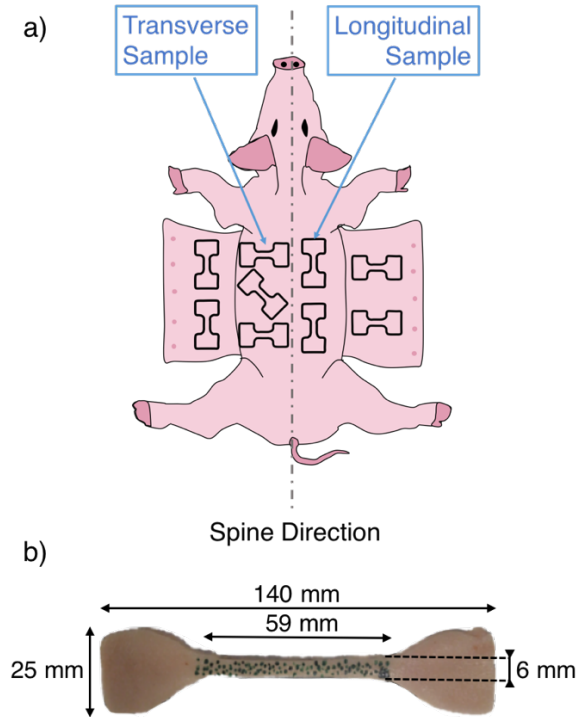 a)
Transverse
Sample
Longitudinal
Sample
Spine Direction
b)
140 mm
59 mm
25 mm
6 mm